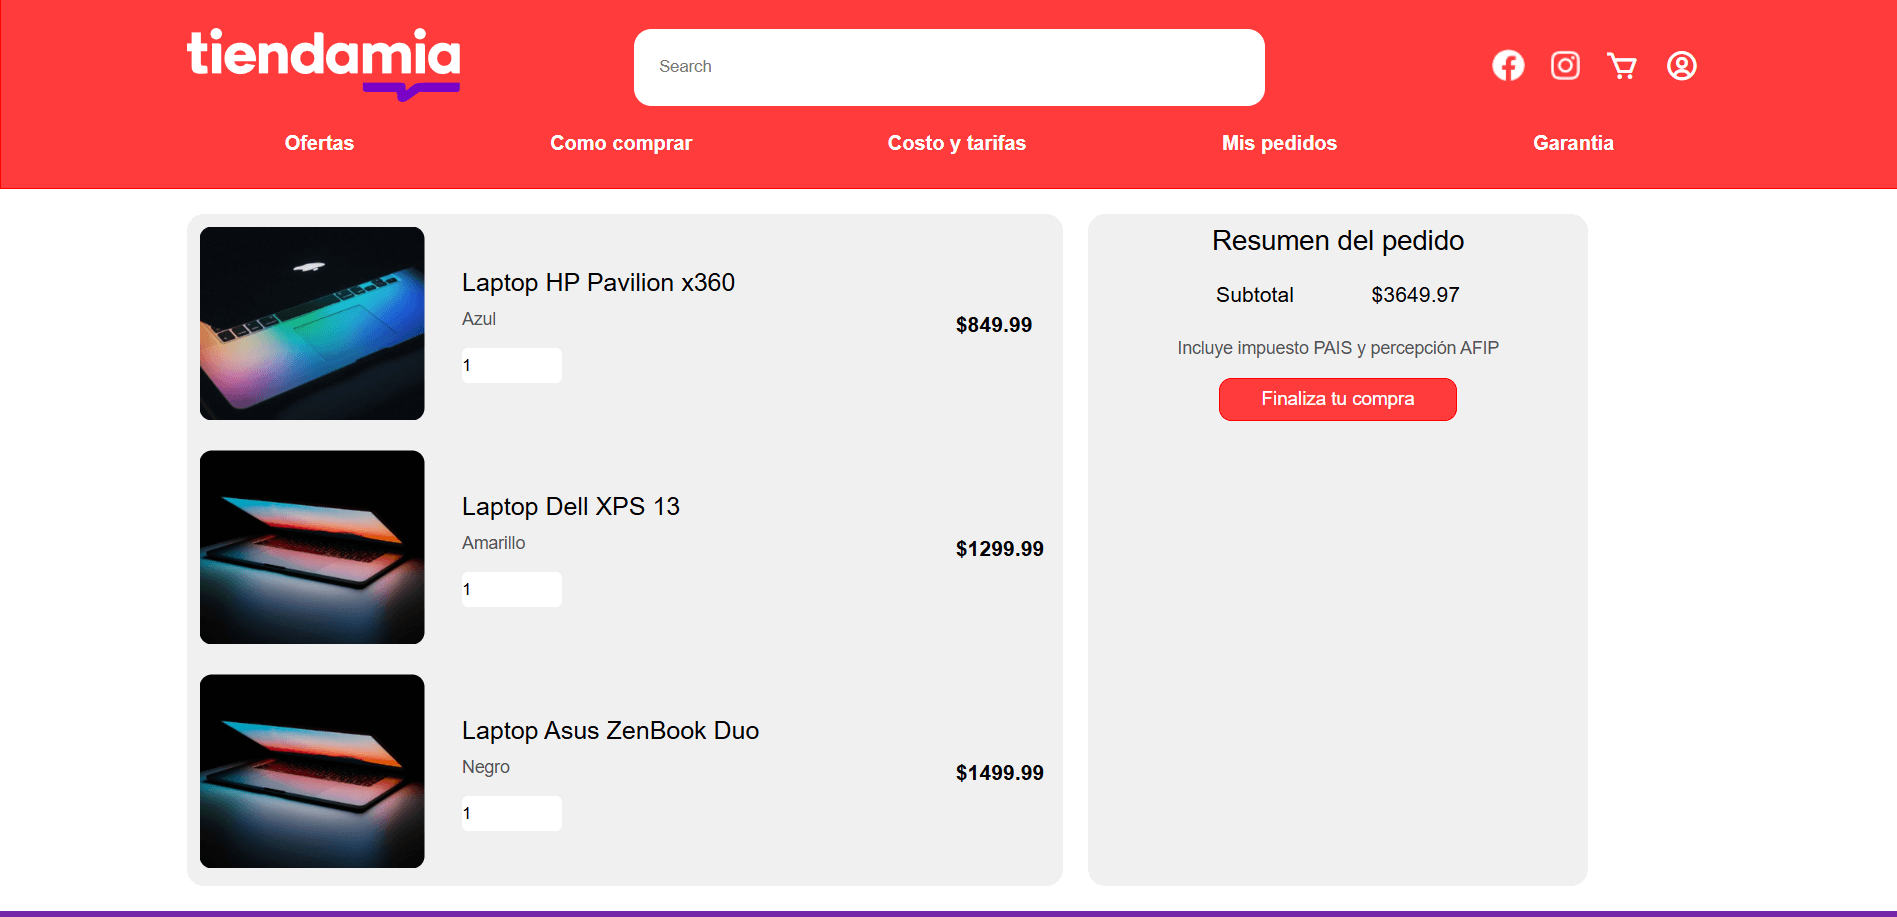 tiendamia
Search
Ofertas
Como comprar
Costo y tarifas
Mis pedidos
Garantia
Laptop HP Pavilion x360
Azul
$849.99
1
Laptop Dell XPS 13
Amarillo
$1299.99
1
Laptop Asus ZenBook Duo
Negro
$1499.99
1
Resumen del pedido
Subtotal $3649.97
Incluye impuesto PAIS y percepción AFIP
Finaliza tu compra